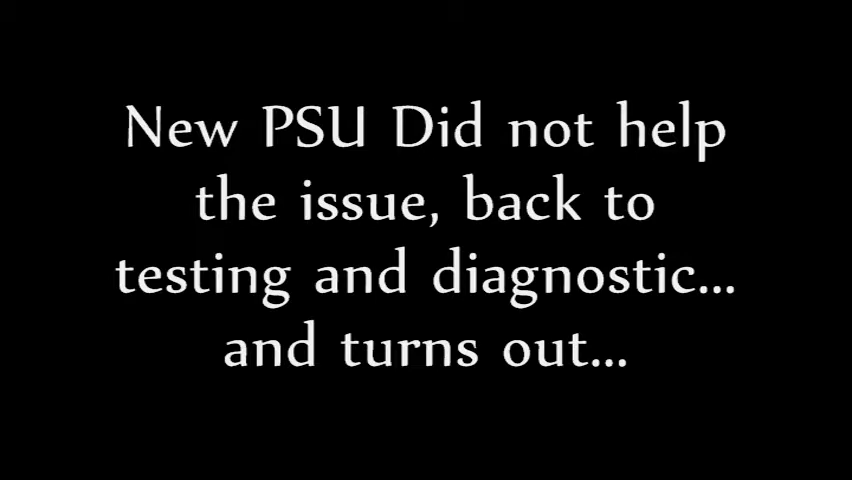 New PSU Did not help
the issue, back to
testing and diagnostic...
and turns out...